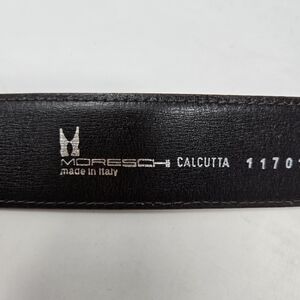 MORESCHI CALCUTTA 1170
made in Italy